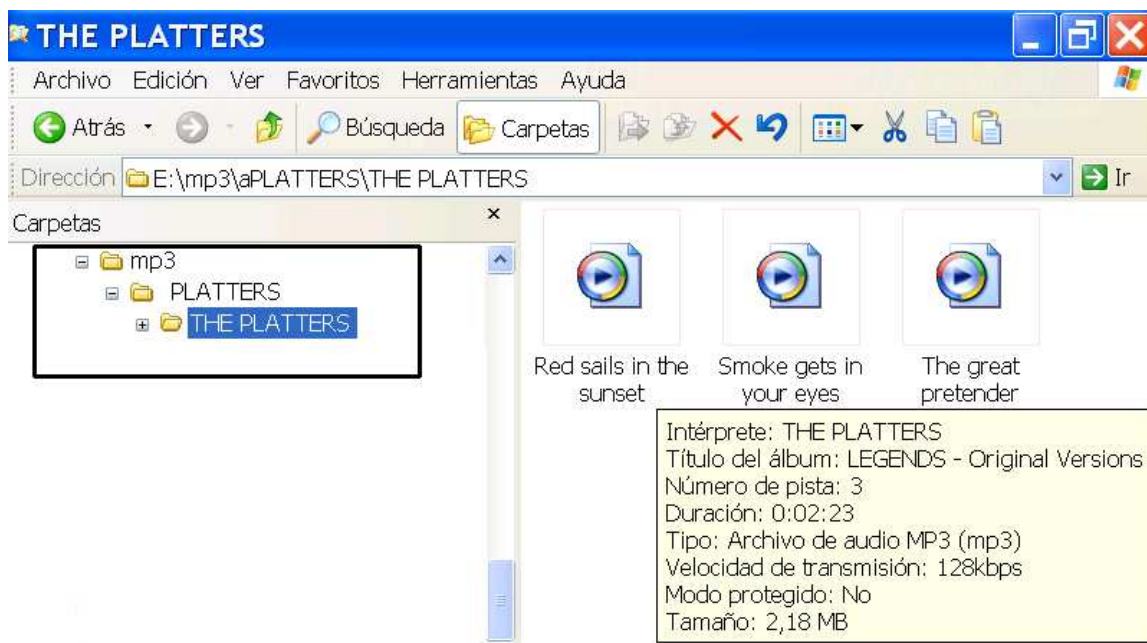 THE PLATTERS
Archivo Edición Ver Favoritos Herramientas Ayuda
Atrás Búsqueda Carpetas
Dirección E:\mp3\aPLATTERS\THE PLATTERS Ir
Carpetas
mp3
PLATTERS
THE PLATTERS
Red sails in the
sunset
Smoke gets in
your eyes
The great
pretender
Intérprete: THE PLATTERS
Título del álbum: LEGENDS - Original Versions
Número de pista: 3
Duración: 0:02:23
Tipo: Archivo de audio MP3 (mp3)
Velocidad de transmisión: 128kbps
Modo protegido: No
Tamaño: 2,18 MB